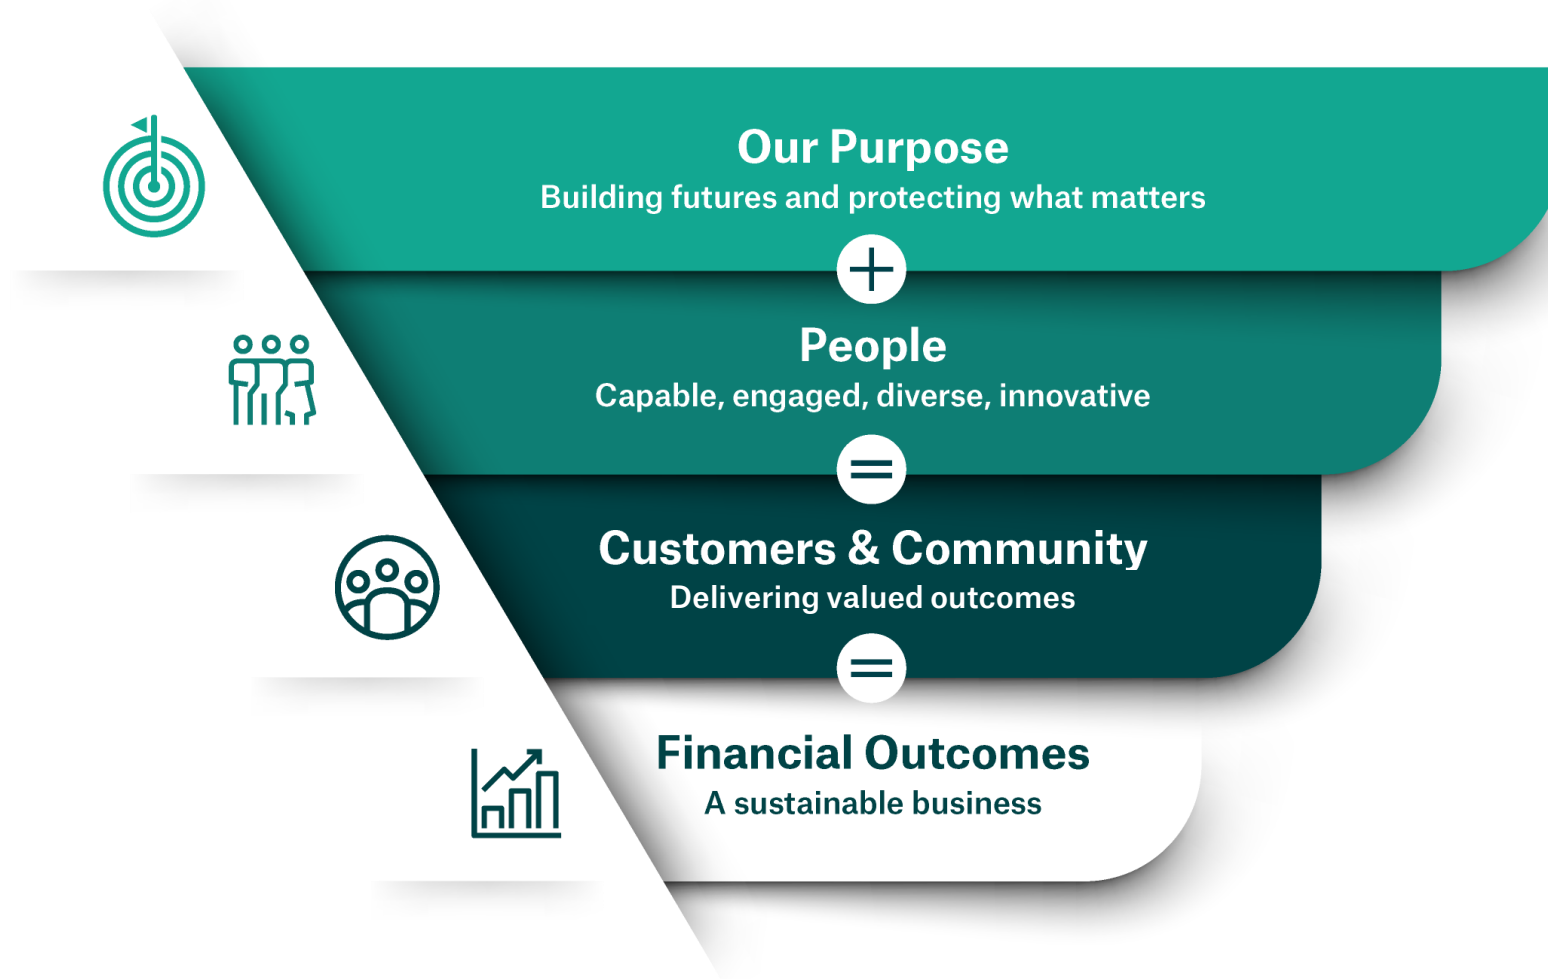 Our Purpose
Building futures and protecting what matters
+
People
Capable, engaged, diverse, innovative
=
Customers & Community
Delivering valued outcomes
=
Financial Outcomes
A sustainable business